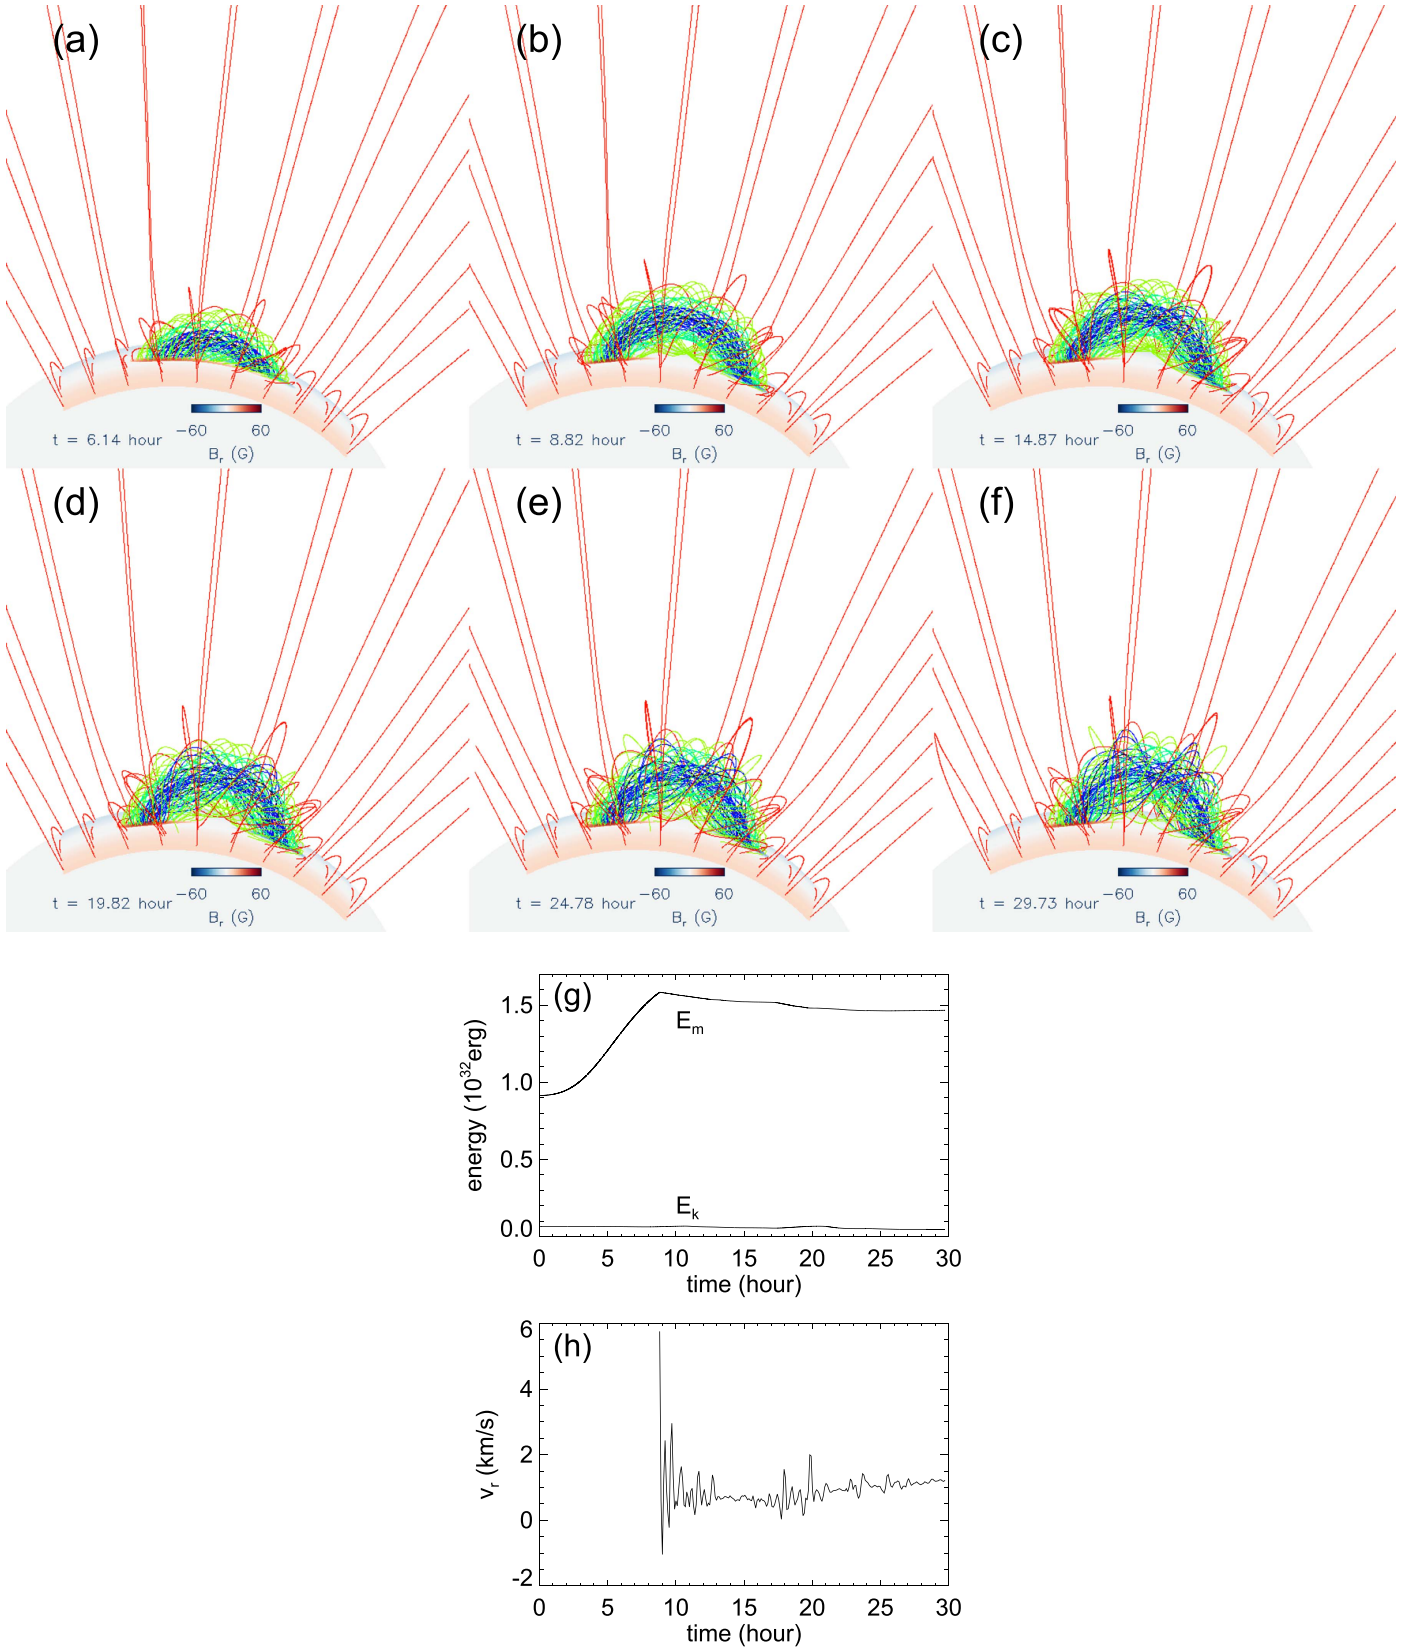 (a) (b) (c)
-60 60 -60 60 -60 60
t = 6.14 hour t = 8.82 hour t = 14.87 hour
B_r (G) B_r (G) B_r (G)
(d) (e) (f)
-60 60 -60 60 -60 60
t = 19.82 hour t = 24.78 hour t = 29.73 hour
B_r (G) B_r (G) B_r (G)
(g)
1.5
E_m
1.0
energy (10^32 erg)
0.5
E_k
0.0
0 5 10 15 20 25 30
time (hour)
6
(h)
4
2
v_r (km/s)
0
-2
0 5 10 15 20 25 30
time (hour)